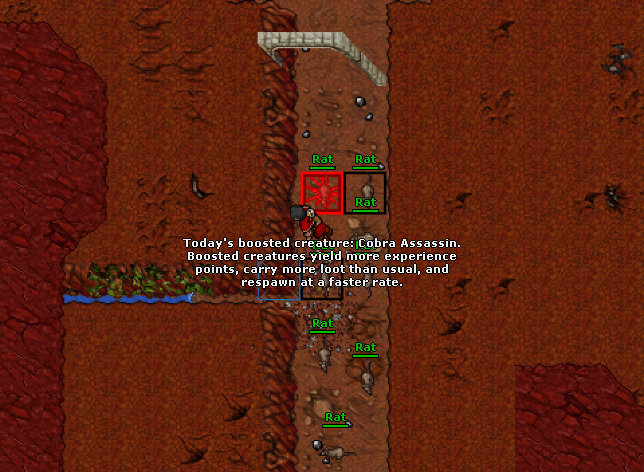 Rat Rat
Rat
Today's boosted creature: Cobra Assassin.
Boosted creatures yield more experience
points, carry more loot than usual, and
respawn at a faster rate.
Rat
Rat
Rat